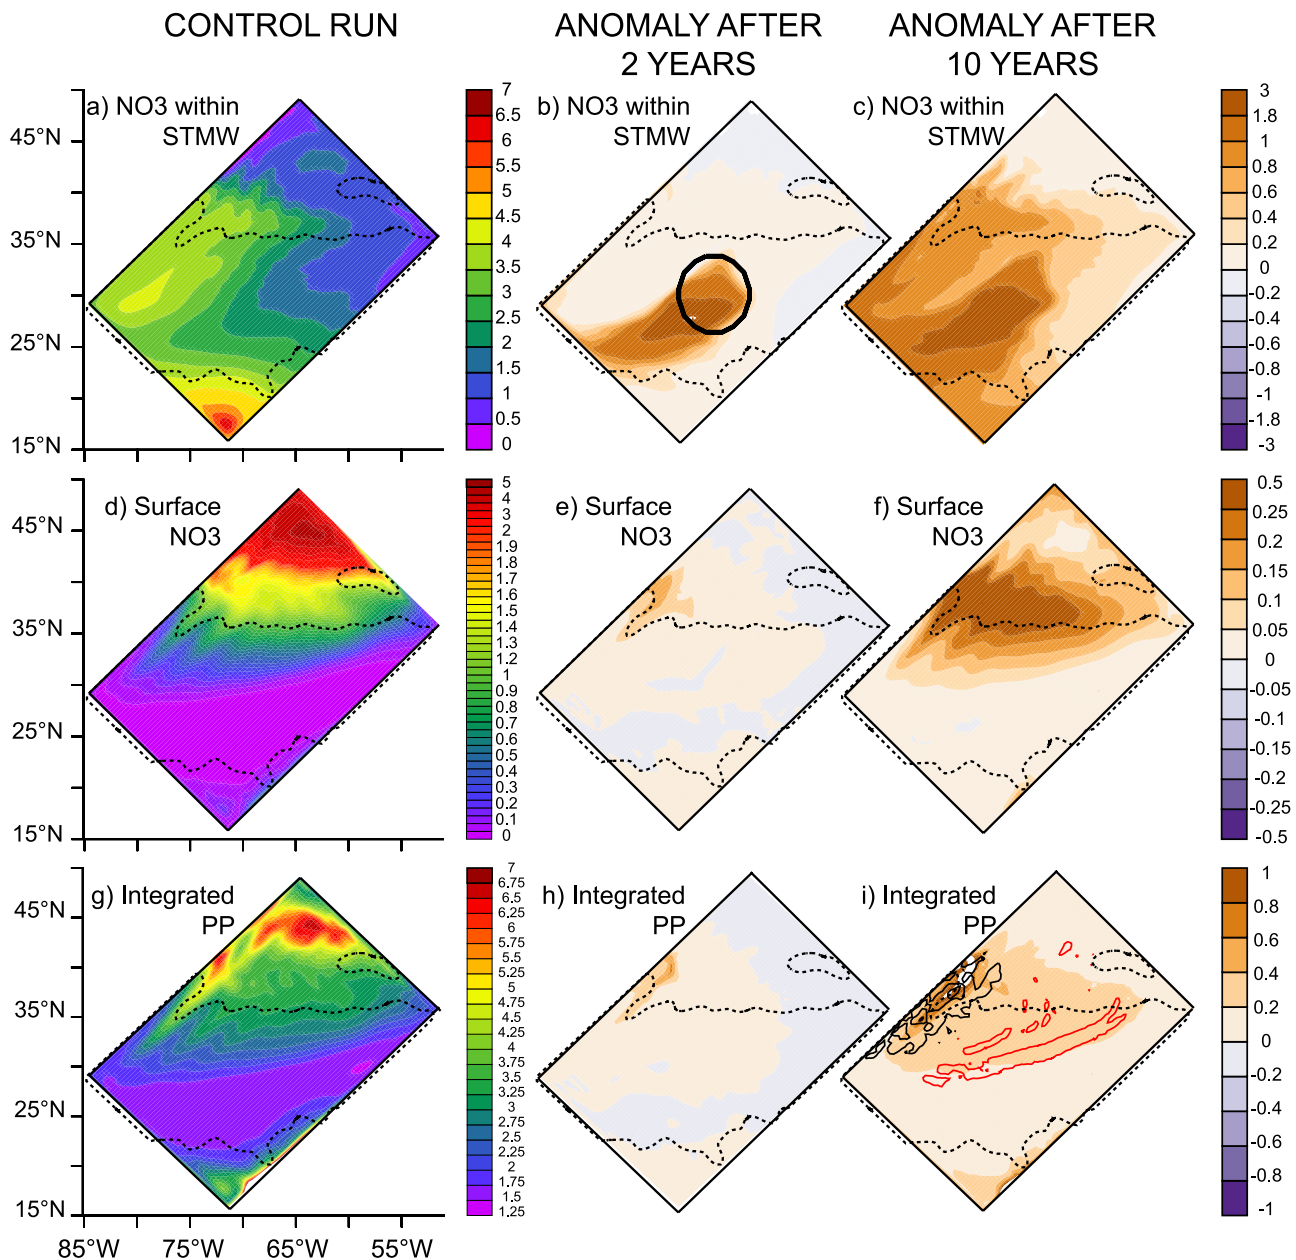 CONTROL RUN
ANOMALY AFTER
2 YEARS
ANOMALY AFTER
10 YEARS
a) NO3 within
STMW
b) NO3 within
STMW
c) NO3 within
STMW
45°N
35°N
25°N
15°N
7
6.5
6
5.5
5
4.5
4
3.5
3
2.5
2
1.5
1
0.5
0
3
1.8
1
0.8
0.6
0.4
0.2
0
-0.2
-0.4
-0.6
-0.8
-1
-1.8
-3
d) Surface
NO3
e) Surface
NO3
f) Surface
NO3
45°N
35°N
25°N
15°N
5
4
3
2
1.9
1.8
1.7
1.6
1.5
1.4
1.3
1.2
1.1
1
0.9
0.8
0.7
0.6
0.5
0.4
0.3
0.2
0.1
0
0.5
0.25
0.2
0.15
0.1
0.05
0
-0.05
-0.1
-0.15
-0.2
-0.25
-0.5
g) Integrated
PP
h) Integrated
PP
i) Integrated
PP
45°N
35°N
25°N
15°N
7
6.75
6.5
6.25
6
5.75
5.5
5.25
5
4.75
4.5
4.25
4
3.75
3.5
3.25
3
2.75
2.5
2.25
2
1.75
1.5
1.25
1
0.8
0.6
0.4
0.2
0
-0.2
-0.4
-0.6
-0.8
-1
85°W
75°W
65°W
55°W